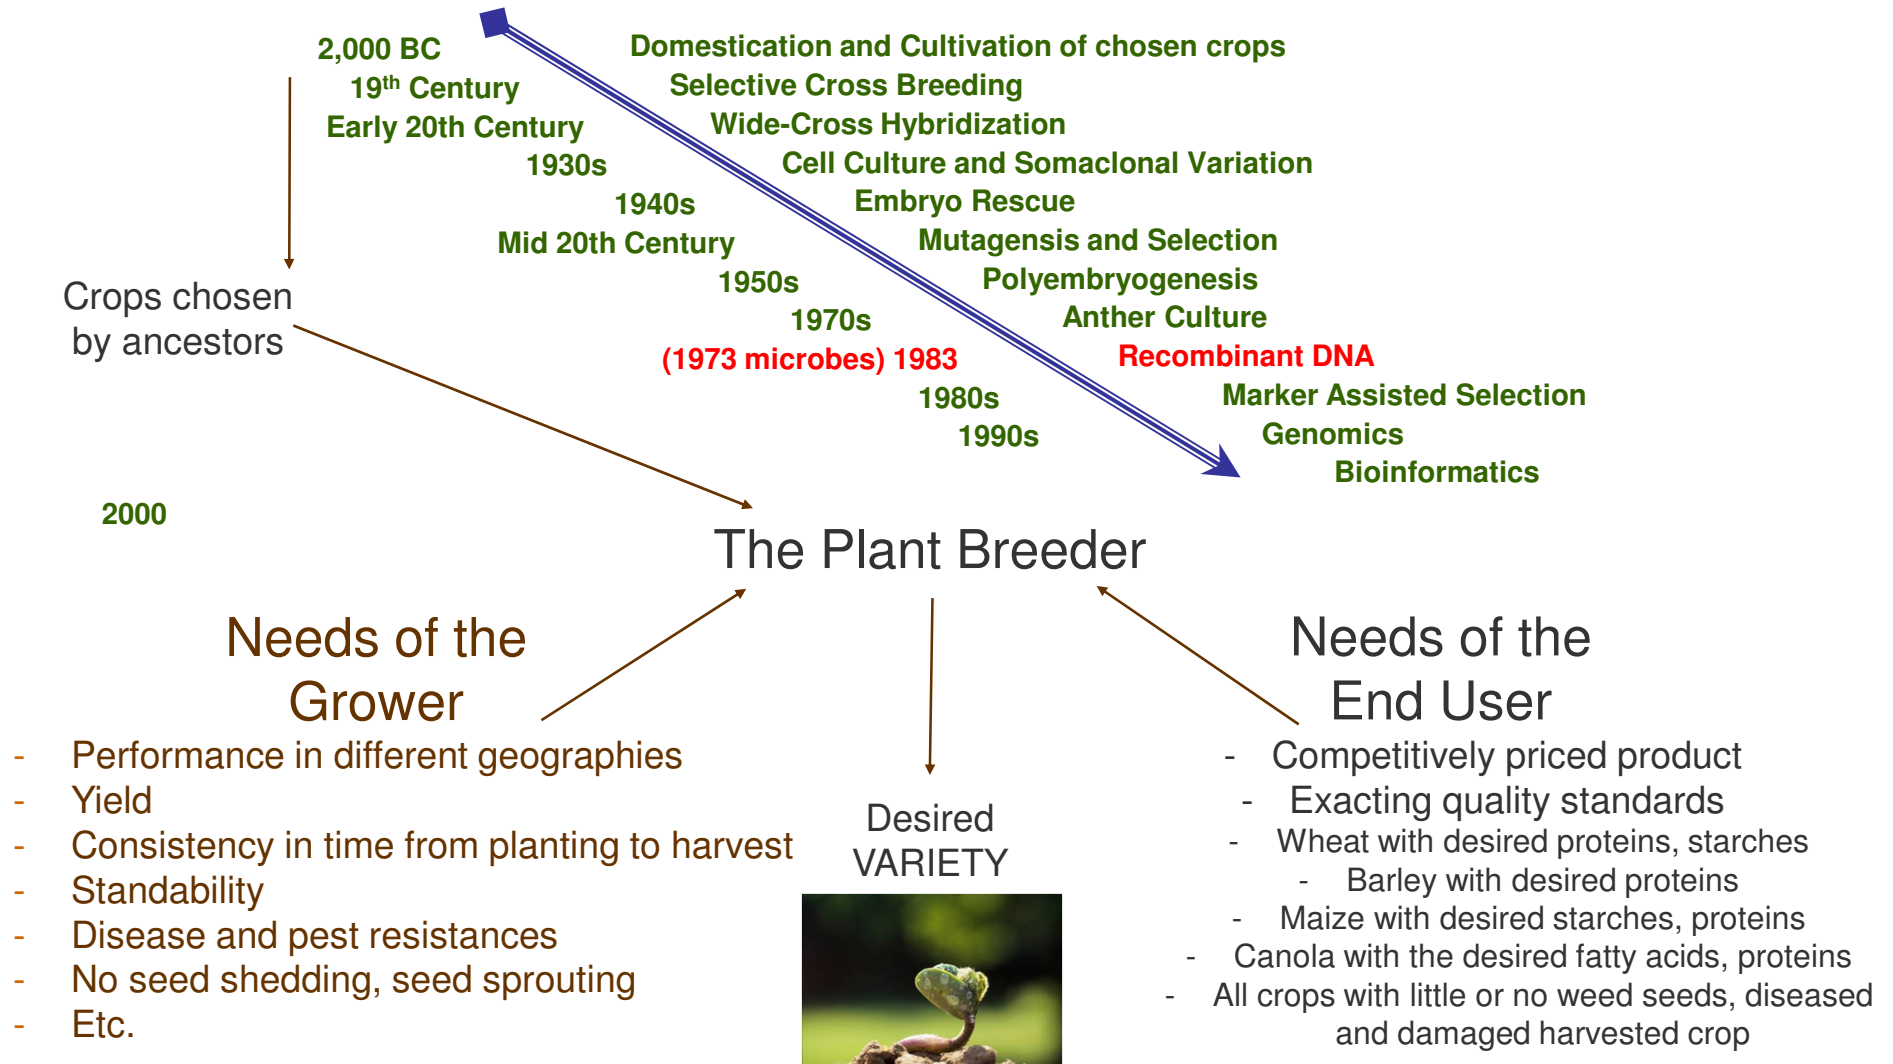 2,000 BC Domestication and Cultivation of chosen crops
19th Century Selective Cross Breeding
Early 20th Century Wide-Cross Hybridization
1930s Cell Culture and Somaclonal Variation
1940s Embryo Rescue
Mid 20th Century Mutagensis and Selection
1950s Polyembryogenesis
1970s Anther Culture
(1973 microbes) 1983 Recombinant DNA
1980s Marker Assisted Selection
1990s Genomics
2000 Bioinformatics
Crops chosen
by ancestors
The Plant Breeder
Needs of the
Grower
- Performance in different geographies
- Yield
- Consistency in time from planting to harvest
- Standability
- Disease and pest resistances
- No seed shedding, seed sprouting
- Etc.
Desired
VARIETY
Needs of the
End User
- Competitively priced product
- Exacting quality standards
- Wheat with desired proteins, starches
- Barley with desired proteins
- Maize with desired starches, proteins
- Canola with the desired fatty acids, proteins
- All crops with little or no weed seeds, diseased
and damaged harvested crop